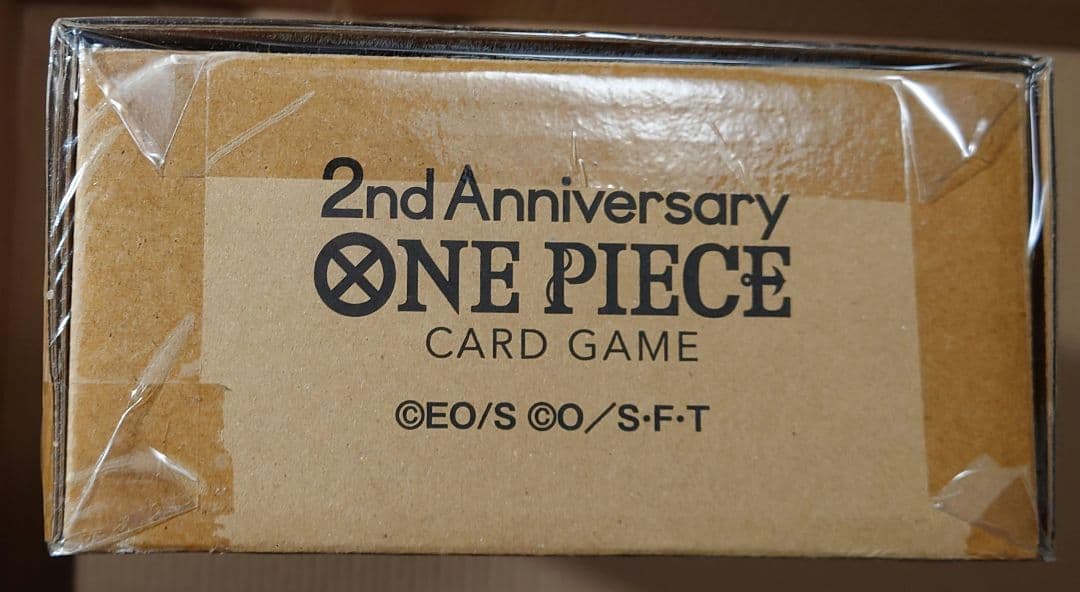 2nd Anniversary
ONE PIECE
CARD GAME
©EO/S ©O/S·F·T